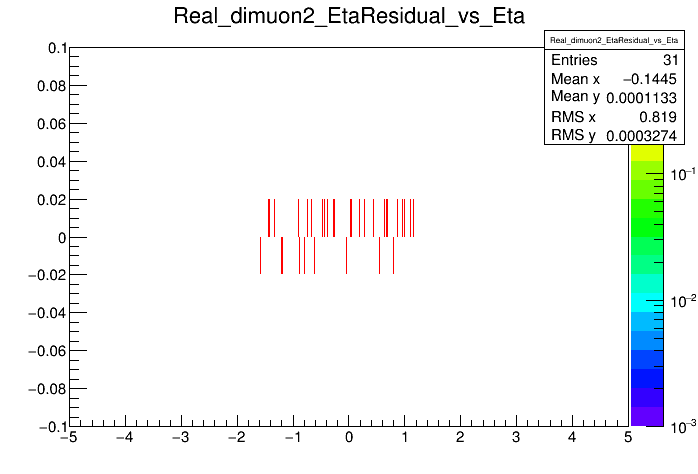 Real_dimuon2_EtaResidual_vs_Eta
Real_dimuon2_EtaResidual_vs_Eta
Entries 31
Mean x −0.1445
Mean y 0.0001133
RMS x 0.819
RMS y 0.0003274
0.1
0.08
0.06
0.04
0.02
0
−0.02
−0.04
−0.06
−0.08
−0.1
−5 −4 −3 −2 −1 0 1 2 3 4 5
10−1
10−2
10−3